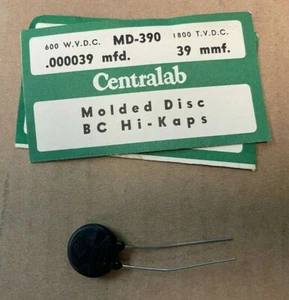 600 W.V.D.C. MD-390 1800 T.V.D.C.
.000039 mfd. 39 mmf.
Centralab
Molded Disc
BC Hi-Kaps